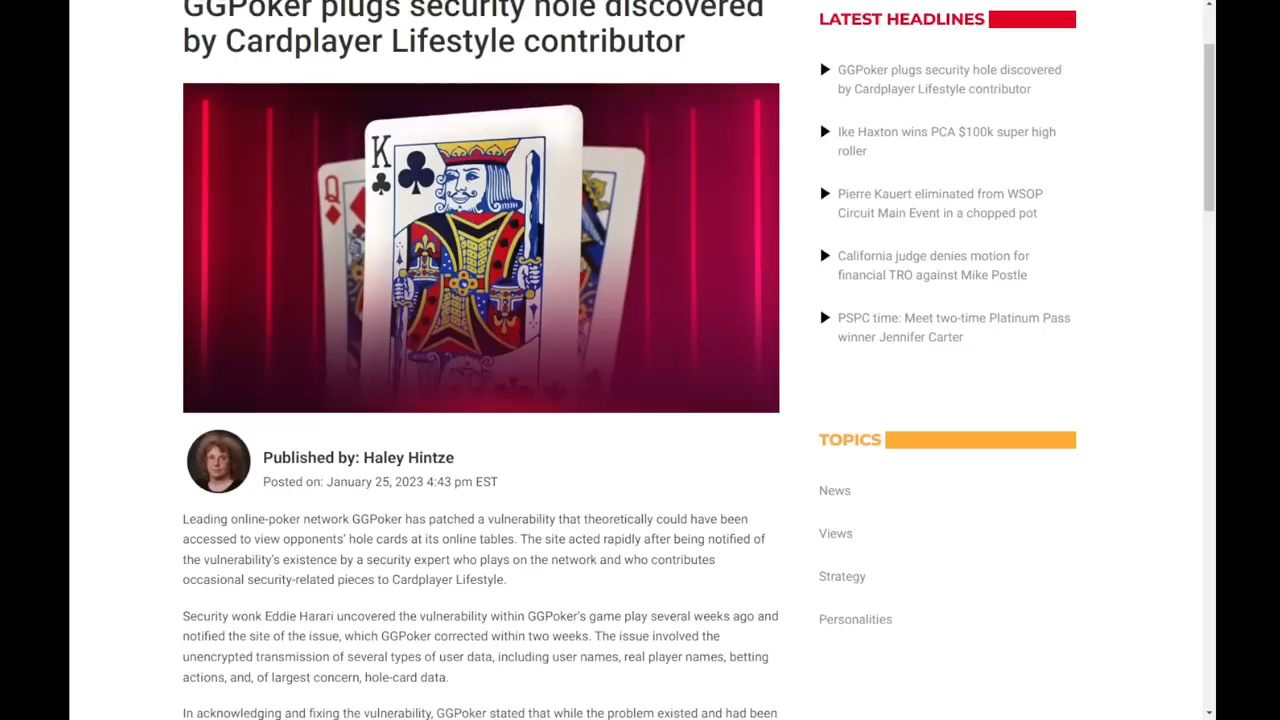 GGPoker plugs security hole discovered
by Cardplayer Lifestyle contributor
K
Q
Published by: Haley Hintze
Posted on: January 25, 2023 4:43 pm EST
Leading online-poker network GGPoker has patched a vulnerability that theoretically could have been
accessed to view opponents' hole cards at its online tables. The site acted rapidly after being notified of
the vulnerability's existence by a security expert who plays on the network and who contributes
occasional security-related pieces to Cardplayer Lifestyle.
Security wonk Eddie Harari uncovered the vulnerability within GGPoker's game play several weeks ago and
notified the site of the issue, which GGPoker corrected within two weeks. The issue involved the
unencrypted transmission of several types of user data, including user names, real player names, betting
actions, and, of largest concern, hole-card data.
In acknowledging and fixing the vulnerability, GGPoker stated that while the problem existed and had been
LATEST HEADLINES
GGPoker plugs security hole discovered
by Cardplayer Lifestyle contributor
Ike Haxton wins PCA $100k super high
roller
Pierre Kauert eliminated from WSOP
Circuit Main Event in a chopped pot
California judge denies motion for
financial TRO against Mike Postle
PSPC time: Meet two-time Platinum Pass
winner Jennifer Carter
TOPICS
News
Views
Strategy
Personalities